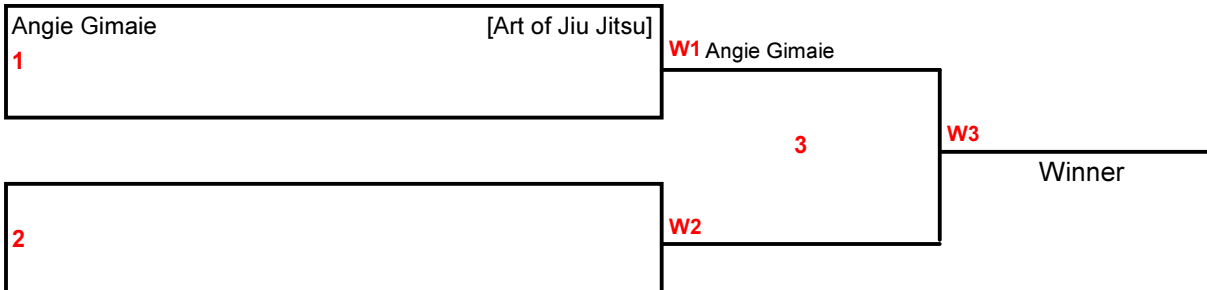 Angie Gimaie [Art of Jiu Jitsu]
1
W1 Angie Gimaie
3
W3
Winner
2
W2